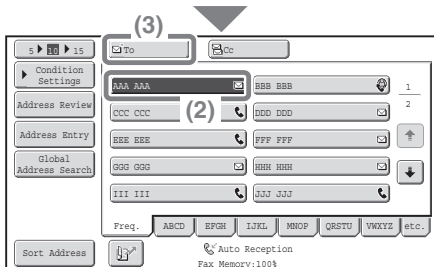 (3)
5 10 15
To
Cc
Condition
Settings
AAA AAA
BBB BBB
1
2
Address Review
CCC CCC
(2)
DDD DDD
Address Entry
EEE EEE
FFF FFF
Global
Address Search
GGG GGG
HHH HHH
III III
JJJ JJJ
Freq.
ABCD
EFGH
IJKL
MNOP
QRSTU
VWXYZ
etc.
Sort Address
Auto Reception
Fax Memory:100%